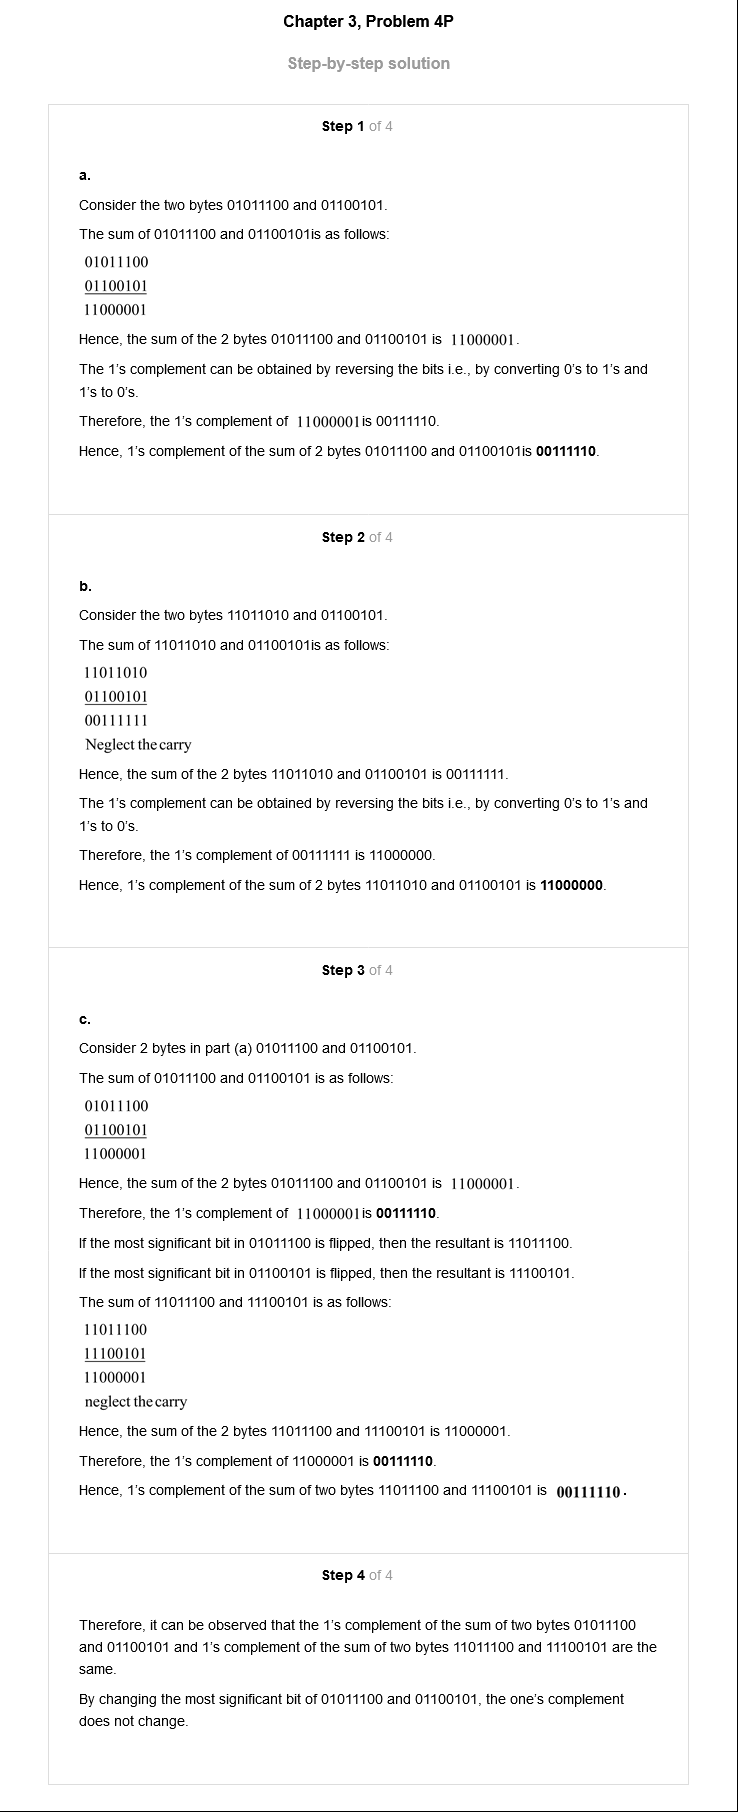 Chapter 3, Problem 4P
Step-by-step solution
Step 1 of 4
a.
Consider the two bytes 01011100 and 01100101.
The sum of 01011100 and 01100101is as follows:
01011100
01100101
11000001
Hence, the sum of the 2 bytes 01011100 and 01100101 is 11000001.
The 1's complement can be obtained by reversing the bits i.e., by converting 0's to 1's and
1's to 0's.
Therefore, the 1's complement of 11000001is 00111110.
Hence, 1's complement of the sum of 2 bytes 01011100 and 01100101is 00111110.
Step 2 of 4
b.
Consider the two bytes 11011010 and 01100101.
The sum of 11011010 and 01100101is as follows:
11011010
01100101
00111111
Neglect the carry
Hence, the sum of the 2 bytes 11011010 and 01100101 is 00111111.
The 1's complement can be obtained by reversing the bits i.e., by converting 0's to 1's and
1's to 0's.
Therefore, the 1's complement of 00111111 is 11000000.
Hence, 1's complement of the sum of 2 bytes 11011010 and 01100101 is 11000000.
Step 3 of 4
c.
Consider 2 bytes in part (a) 01011100 and 01100101.
The sum of 01011100 and 01100101 is as follows:
01011100
01100101
11000001
Hence, the sum of the 2 bytes 01011100 and 01100101 is 11000001.
Therefore, the 1's complement of 11000001is 00111110.
If the most significant bit in 01011100 is flipped, then the resultant is 11011100.
If the most significant bit in 01100101 is flipped, then the resultant is 11100101.
The sum of 11011100 and 11100101 is as follows:
11011100
11100101
11000001
neglect the carry
Hence, the sum of the 2 bytes 11011100 and 11100101 is 11000001.
Therefore, the 1's complement of 11000001 is 00111110.
Hence, 1's complement of the sum of two bytes 11011100 and 11100101 is 00111110.
Step 4 of 4
Therefore, it can be observed that the 1's complement of the sum of two bytes 01011100
and 01100101 and 1's complement of the sum of two bytes 11011100 and 11100101 are the
same.
By changing the most significant bit of 01011100 and 01100101, the one's complement
does not change.